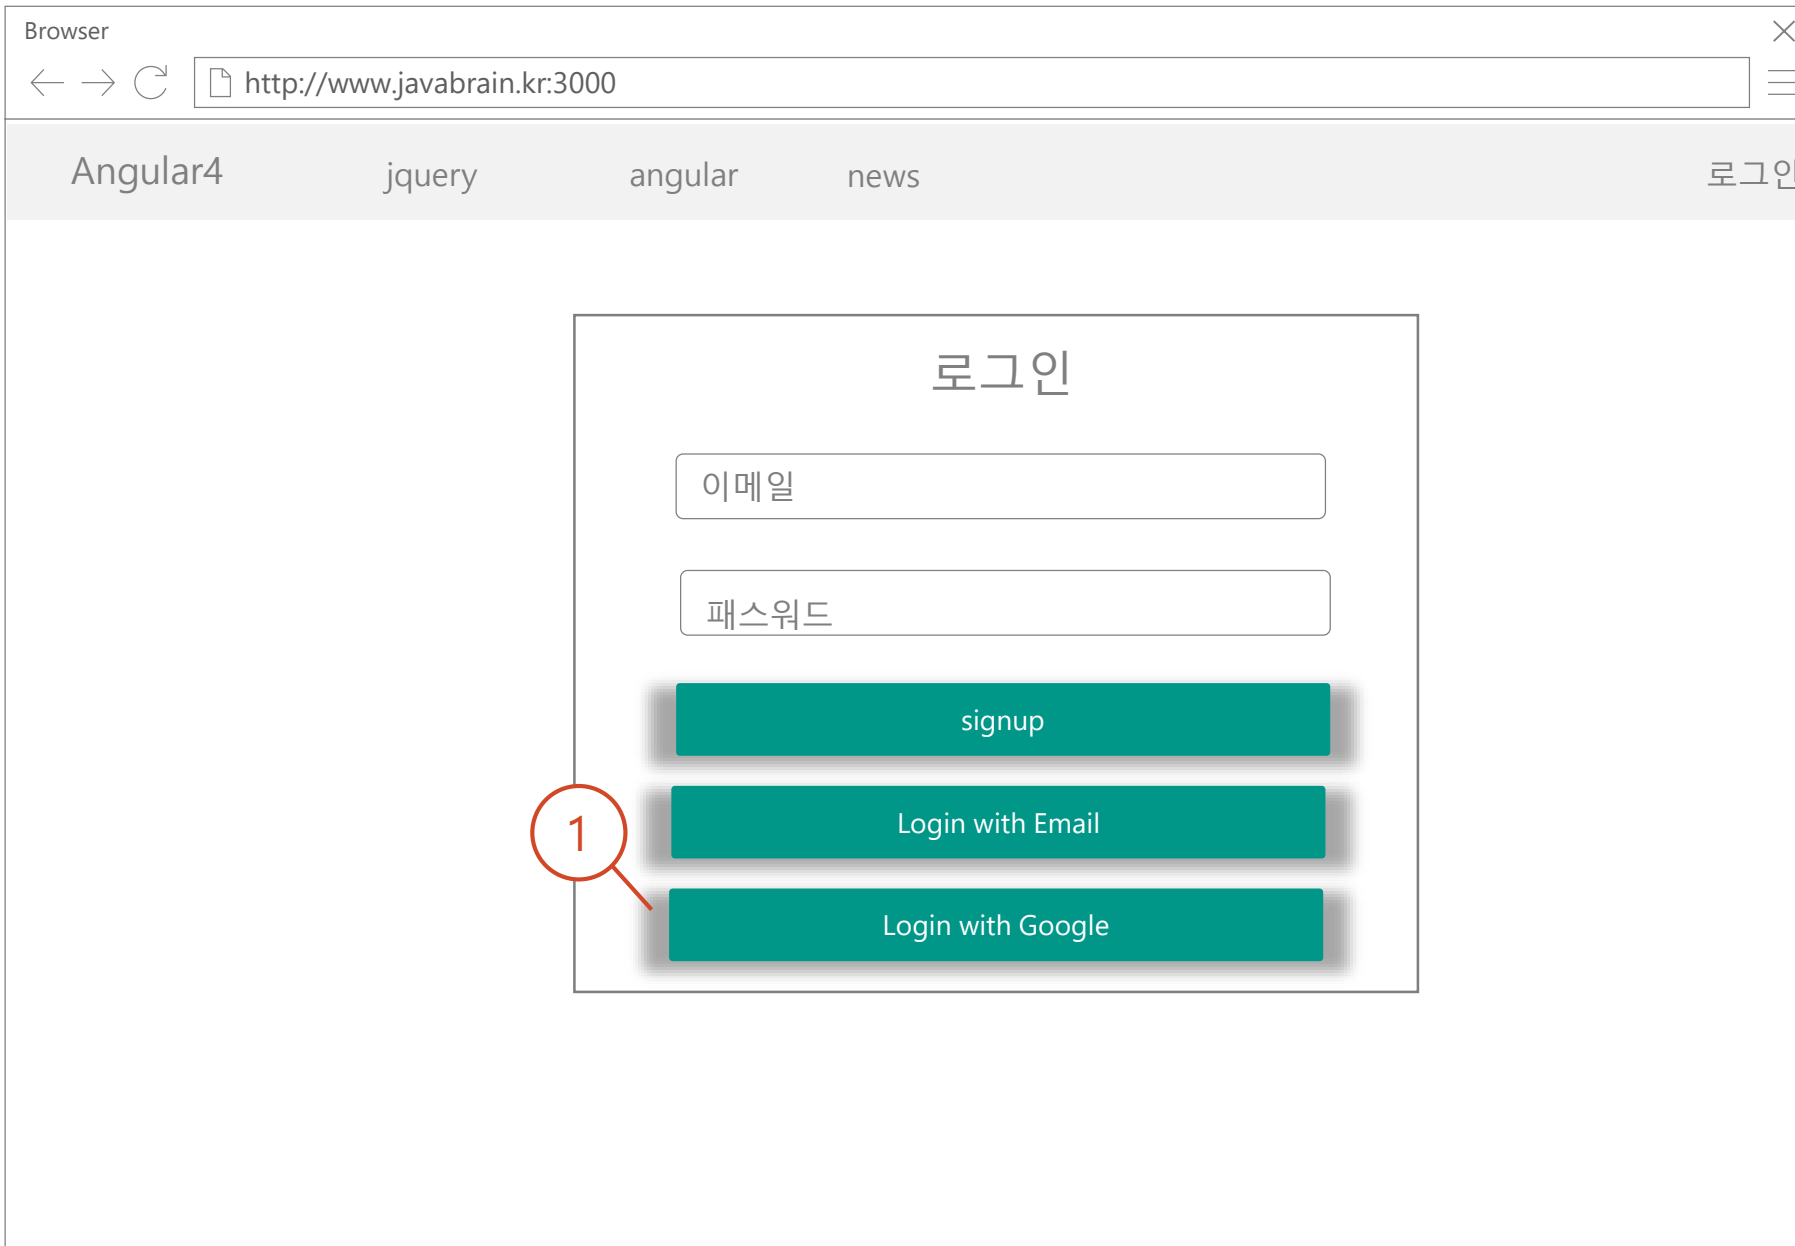 Browser
http://www.javabrain.kr:3000
Angular4 jquery angular news 로그인
로그인
이메일
패스워드
signup
1
Login with Email
Login with Google